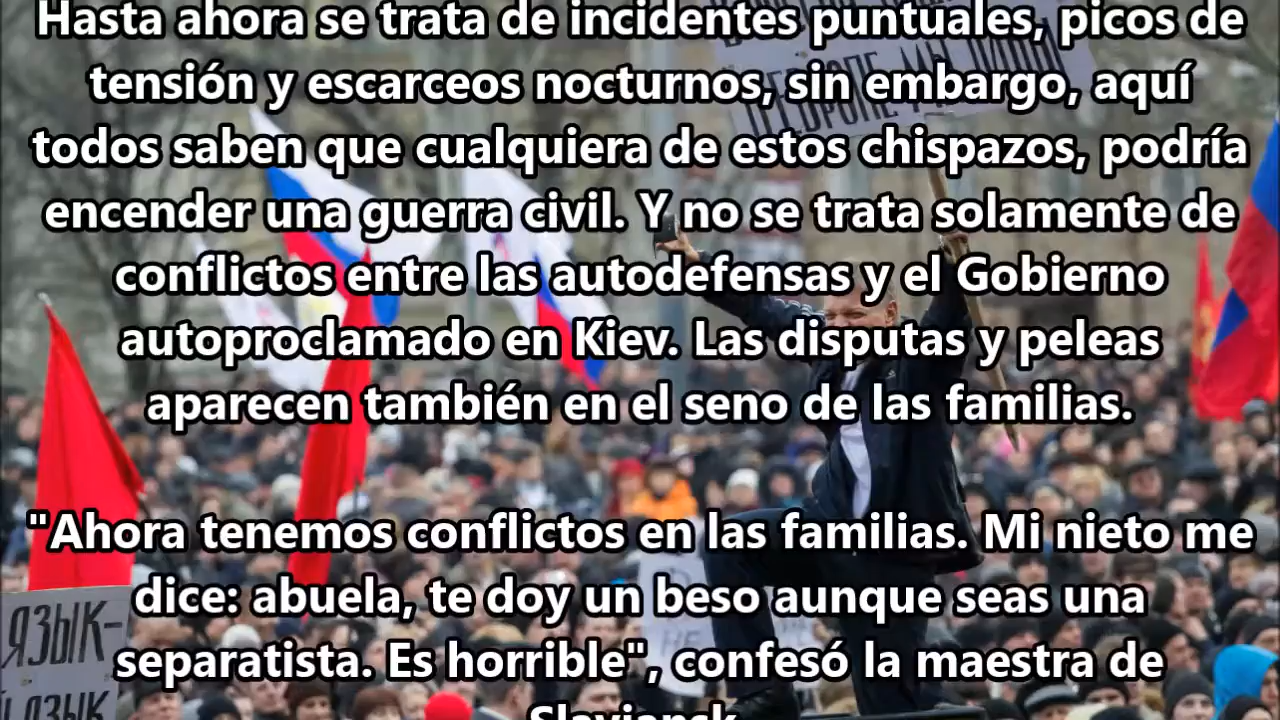 Hasta ahora se trata de incidentes puntuales, picos de
tensión y escarceos nocturnos, sin embargo, aquí
todos saben que cualquiera de estos chispazos, podría
encender una guerra civil. Y no se trata solamente de
conflictos entre las autodefensas y el Gobierno
autoproclamado en Kiev. Las disputas y peleas
aparecen también en el seno de las familias.
"Ahora tenemos conflictos en las familias. Mi nieto me
dice: abuela, te doy un beso aunque seas una
separatista. Es horrible", confesó la maestra de
Slaviansk
ЯЗЫК-
ЯЗЫК